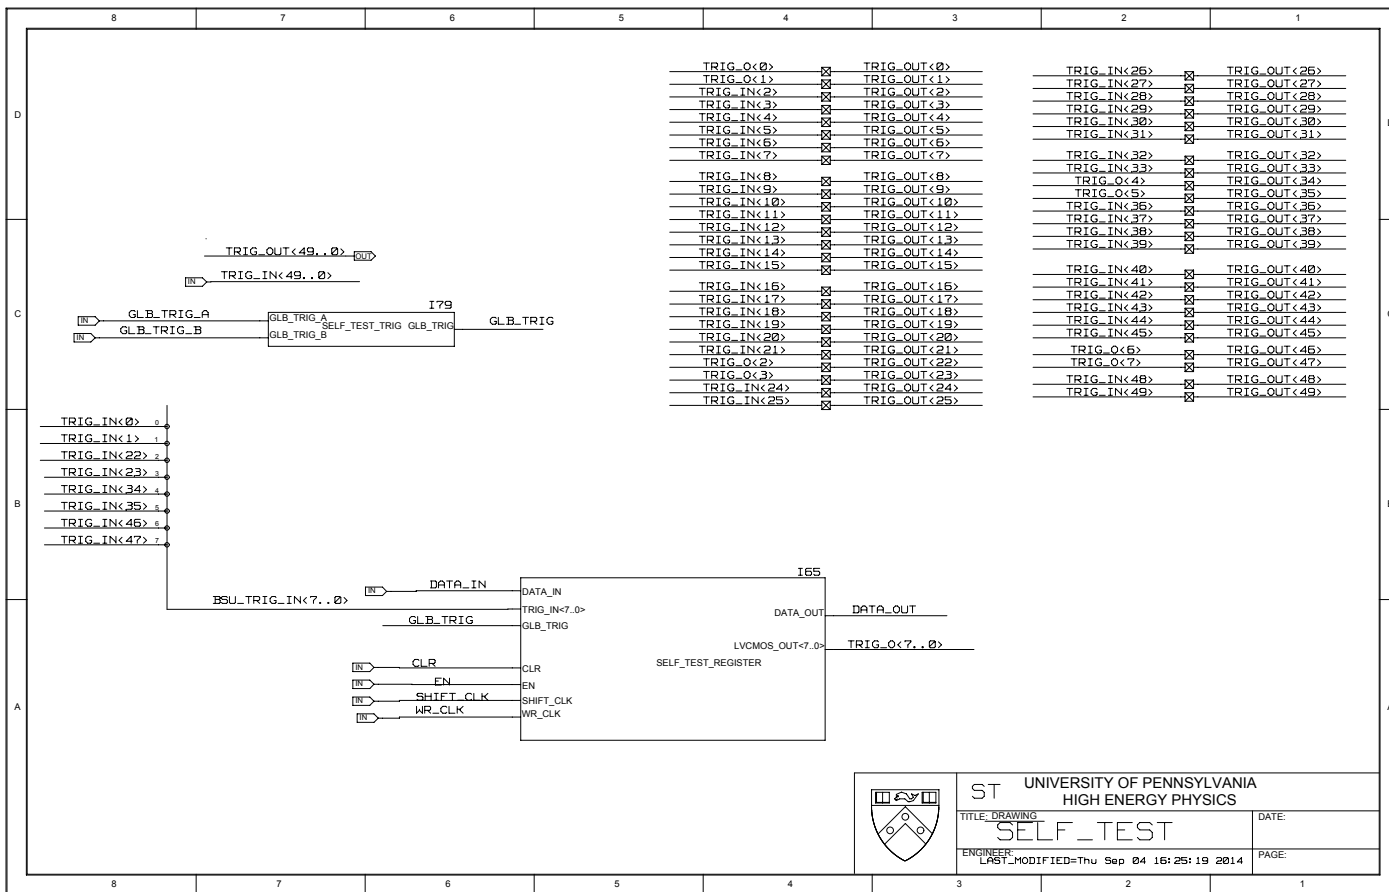 8 7 6 5 4 3 2 1
D
C
B
A
TRIG_O<0> TRIG_OUT<0>
TRIG_O<1> TRIG_OUT<1>
TRIG_IN<2> TRIG_OUT<2>
TRIG_IN<3> TRIG_OUT<3>
TRIG_IN<4> TRIG_OUT<4>
TRIG_IN<5> TRIG_OUT<5>
TRIG_IN<6> TRIG_OUT<6>
TRIG_IN<7> TRIG_OUT<7>
TRIG_IN<8> TRIG_OUT<8>
TRIG_IN<9> TRIG_OUT<9>
TRIG_IN<10> TRIG_OUT<10>
TRIG_IN<11> TRIG_OUT<11>
TRIG_IN<12> TRIG_OUT<12>
TRIG_IN<13> TRIG_OUT<13>
TRIG_IN<14> TRIG_OUT<14>
TRIG_IN<15> TRIG_OUT<15>
TRIG_IN<16> TRIG_OUT<16>
TRIG_IN<17> TRIG_OUT<17>
TRIG_IN<18> TRIG_OUT<18>
TRIG_IN<19> TRIG_OUT<19>
TRIG_IN<20> TRIG_OUT<20>
TRIG_IN<21> TRIG_OUT<21>
TRIG_O<2> TRIG_OUT<22>
TRIG_O<3> TRIG_OUT<23>
TRIG_IN<24> TRIG_OUT<24>
TRIG_IN<25> TRIG_OUT<25>
TRIG_IN<26> TRIG_OUT<26>
TRIG_IN<27> TRIG_OUT<27>
TRIG_IN<28> TRIG_OUT<28>
TRIG_IN<29> TRIG_OUT<29>
TRIG_IN<30> TRIG_OUT<30>
TRIG_IN<31> TRIG_OUT<31>
TRIG_IN<32> TRIG_OUT<32>
TRIG_IN<33> TRIG_OUT<33>
TRIG_O<4> TRIG_OUT<34>
TRIG_O<5> TRIG_OUT<35>
TRIG_IN<36> TRIG_OUT<36>
TRIG_IN<37> TRIG_OUT<37>
TRIG_IN<38> TRIG_OUT<38>
TRIG_IN<39> TRIG_OUT<39>
TRIG_IN<40> TRIG_OUT<40>
TRIG_IN<41> TRIG_OUT<41>
TRIG_IN<42> TRIG_OUT<42>
TRIG_IN<43> TRIG_OUT<43>
TRIG_IN<44> TRIG_OUT<44>
TRIG_IN<45> TRIG_OUT<45>
TRIG_O<6> TRIG_OUT<46>
TRIG_O<7> TRIG_OUT<47>
TRIG_IN<48> TRIG_OUT<48>
TRIG_IN<49> TRIG_OUT<49>
TRIG_OUT<49..0> OUT
IN TRIG_IN<49..0>
I79
IN GLB_TRIG_A GLB_TRIG_A
SELF_TEST_TRIG GLB_TRIG GLB_TRIG
IN GLB_TRIG_B GLB_TRIG_B
TRIG_IN<0> 0
TRIG_IN<1> 1
TRIG_IN<22> 2
TRIG_IN<23> 3
TRIG_IN<34> 4
TRIG_IN<35> 5
TRIG_IN<46> 6
TRIG_IN<47> 7
I65
IN DATA_IN DATA_IN
BSU_TRIG_IN<7..0> TRIG_IN<7..0>
GLB_TRIG GLB_TRIG
DATA_OUT DATA_OUT
LVCMOS_OUT<7..0> TRIG_O<7..0>
SELF_TEST_REGISTER
IN CLR CLR
IN EN EN
IN SHIFT_CLK SHIFT_CLK
IN WR_CLK WR_CLK
ST UNIVERSITY OF PENNSYLVANIA
HIGH ENERGY PHYSICS
TITLE: DRAWING
SELF_TEST
DATE:
ENGINEER:
LAST_MODIFIED=Thu Sep 04 16:25:19 2014
PAGE:
8 7 6 5 4 3 2 1